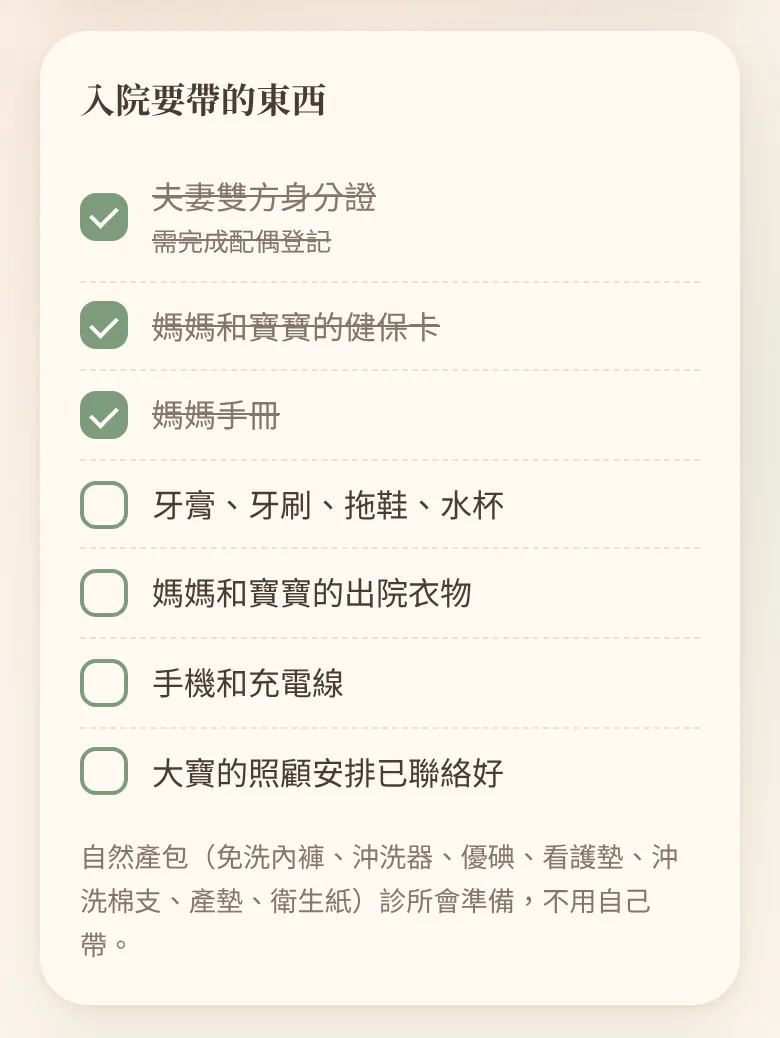 入院要帶的東西
夫妻雙方身分證
需完成配偶登記
媽媽和寶寶的健保卡
媽媽手冊
牙膏、牙刷、拖鞋、水杯
媽媽和寶寶的出院衣物
手機和充電線
大寶的照顧安排已聯絡好
自然產包（免洗內褲、沖洗器、優碘、看護墊、沖
洗棉支、產墊、衛生紙）診所會準備，不用自己
帶。